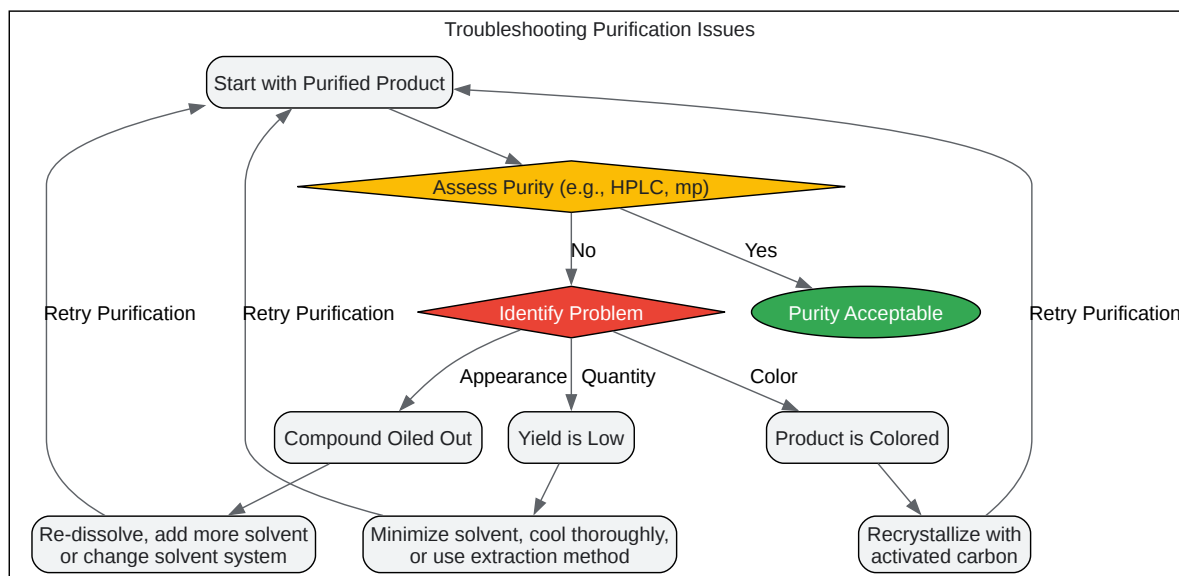 Troubleshooting Purification Issues
Start with Purified Product
Assess Purity (e.g., HPLC, mp)
No
Yes
Retry Purification
Retry Purification
Identify Problem
Purity Acceptable
Retry Purification
Appearance
Quantity
Color
Compound Oiled Out
Yield is Low
Product is Colored
Re-dissolve, add more solvent
or change solvent system
Minimize solvent, cool thoroughly,
or use extraction method
Recrystallize with
activated carbon